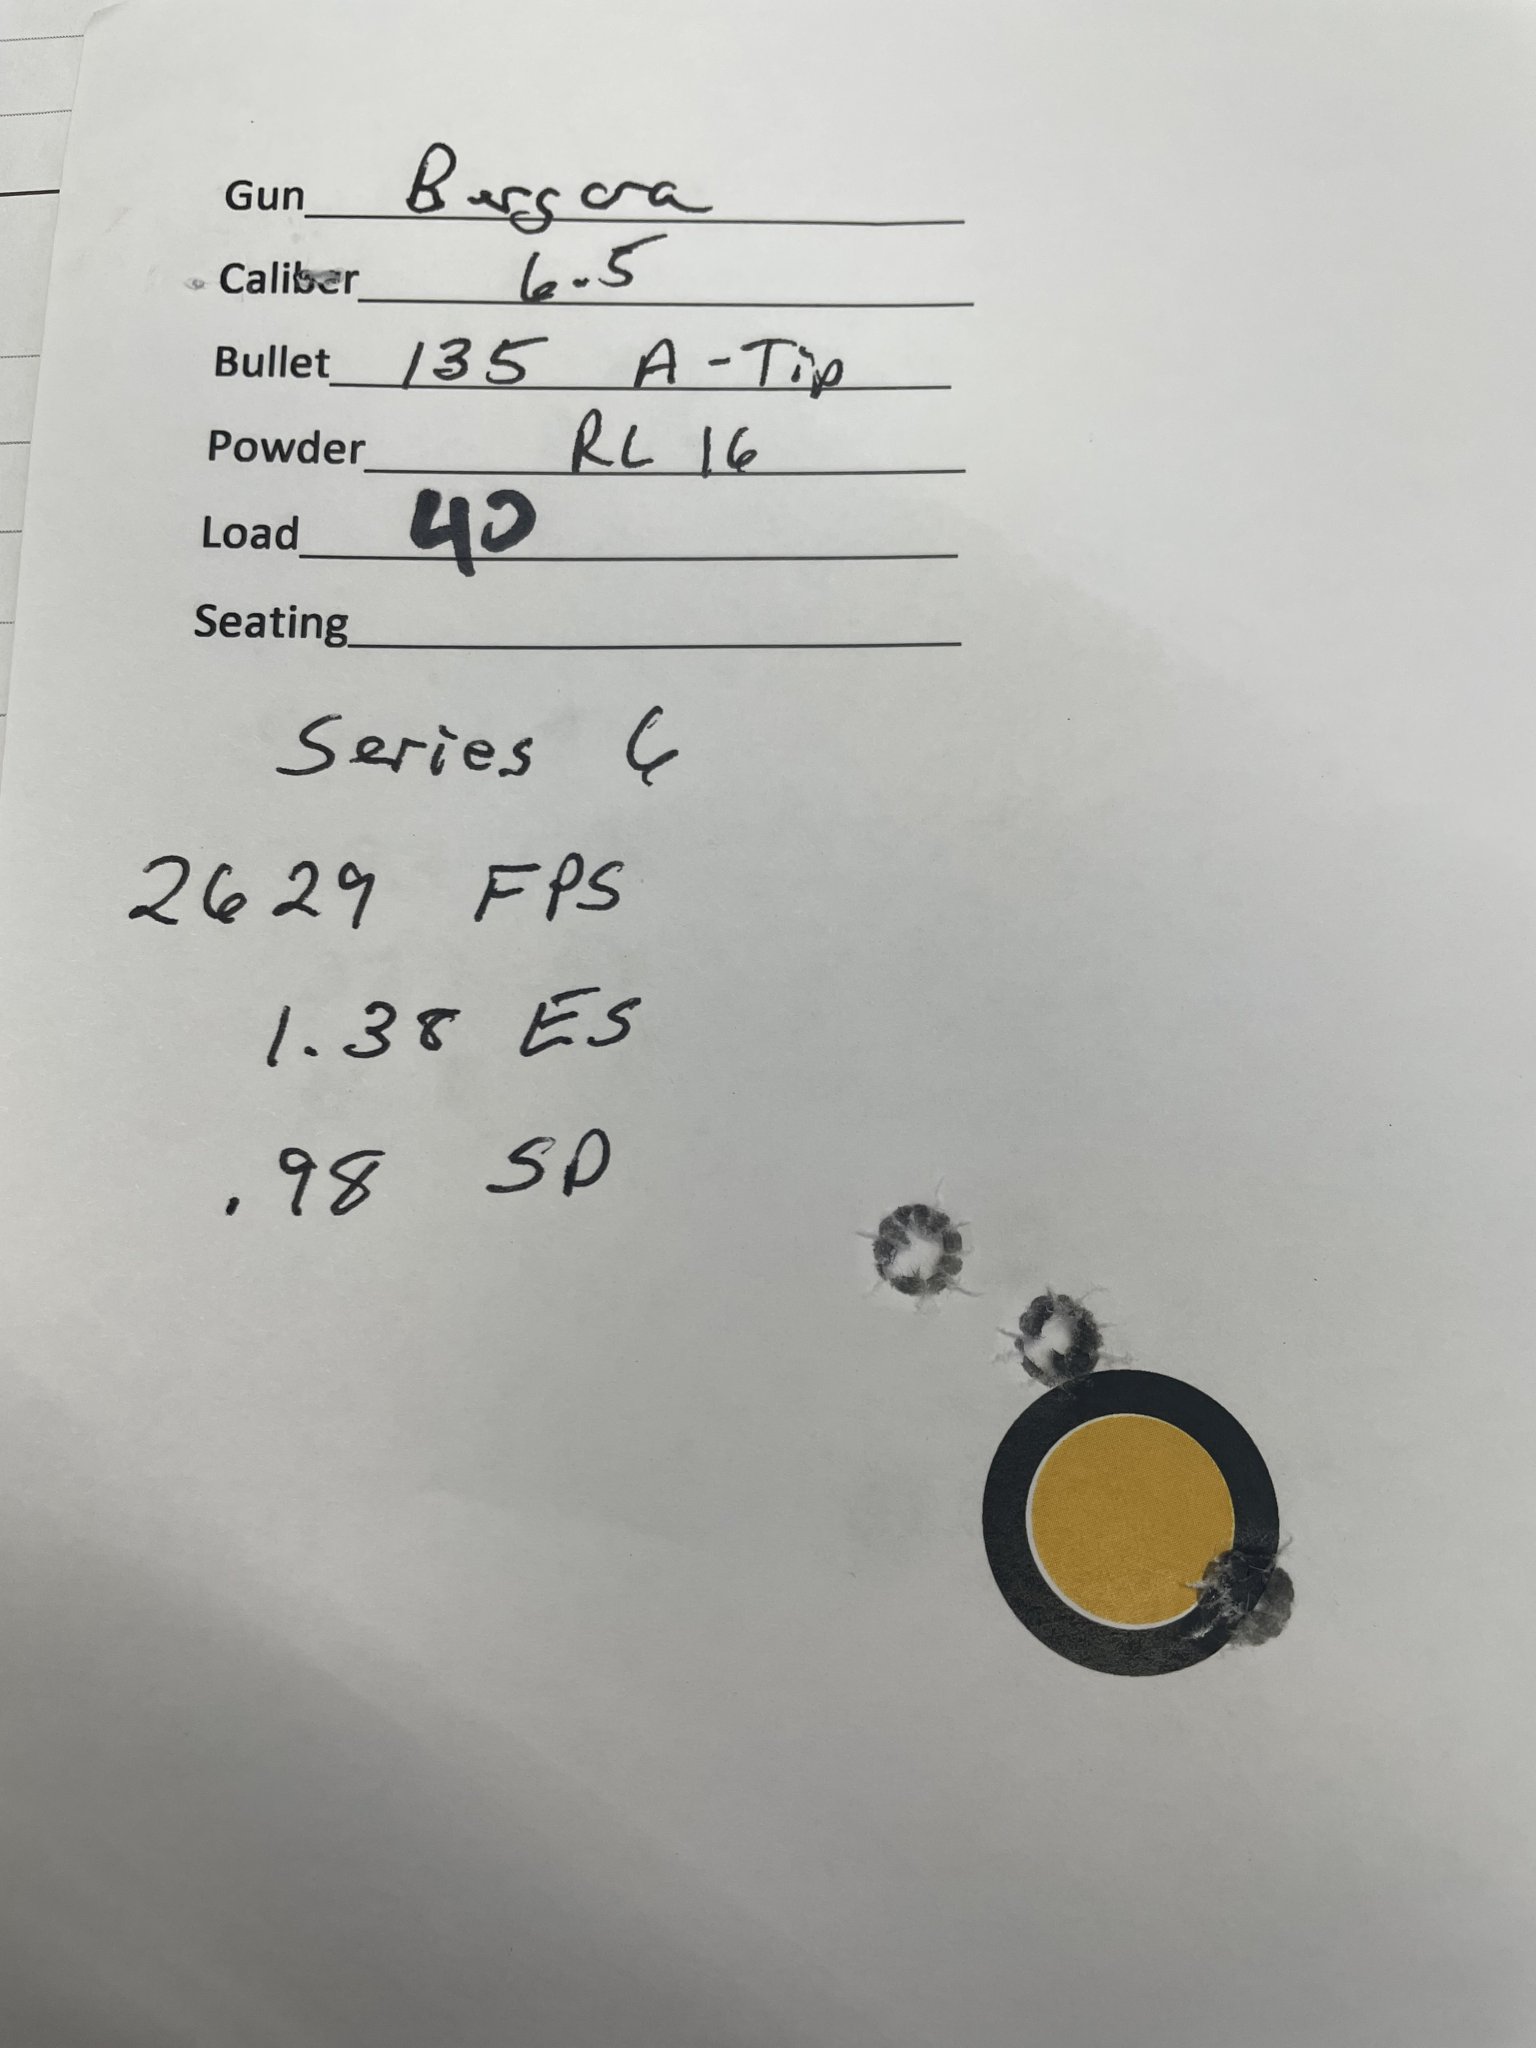 Gun Bergara
Caliber 6.5
Bullet 135 A-Tip
Powder RL 16
Load 40
Seating
Series 6
2629 FPS
1.38 ES
.98 SD